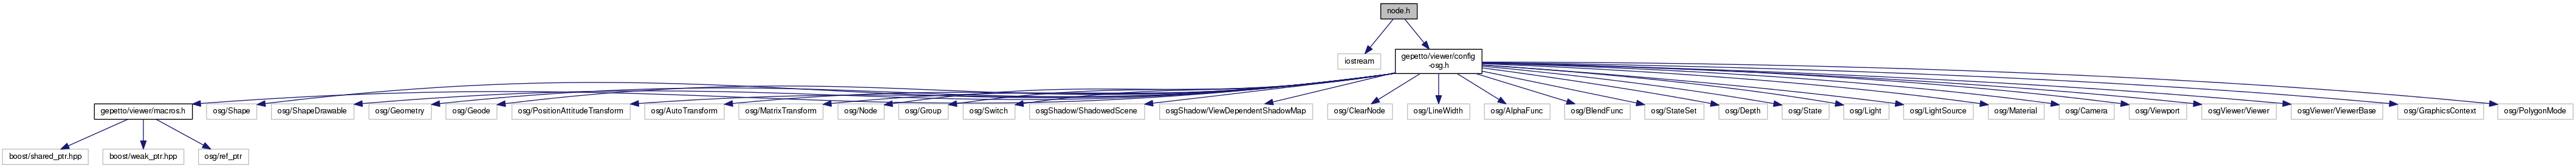 node.h
iostream
gepetto/viewer/config
-osg.h
gepetto/viewer/macros.h
osg/Shape
osg/ShapeDrawable
osg/Geometry
osg/Geode
osg/PositionAttitudeTransform
osg/AutoTransform
osg/MatrixTransform
osg/Node
osg/Group
osg/Switch
osgShadow/ShadowedScene
osgShadow/ViewDependentShadowMap
osg/ClearNode
osg/LineWidth
osg/AlphaFunc
osg/BlendFunc
osg/StateSet
osg/Depth
osg/State
osg/Light
osg/LightSource
osg/Material
osg/Camera
osg/Viewport
osgViewer/Viewer
osgViewer/ViewerBase
osg/GraphicsContext
osg/PolygonMode
boost/shared_ptr.hpp
boost/weak_ptr.hpp
osg/ref_ptr